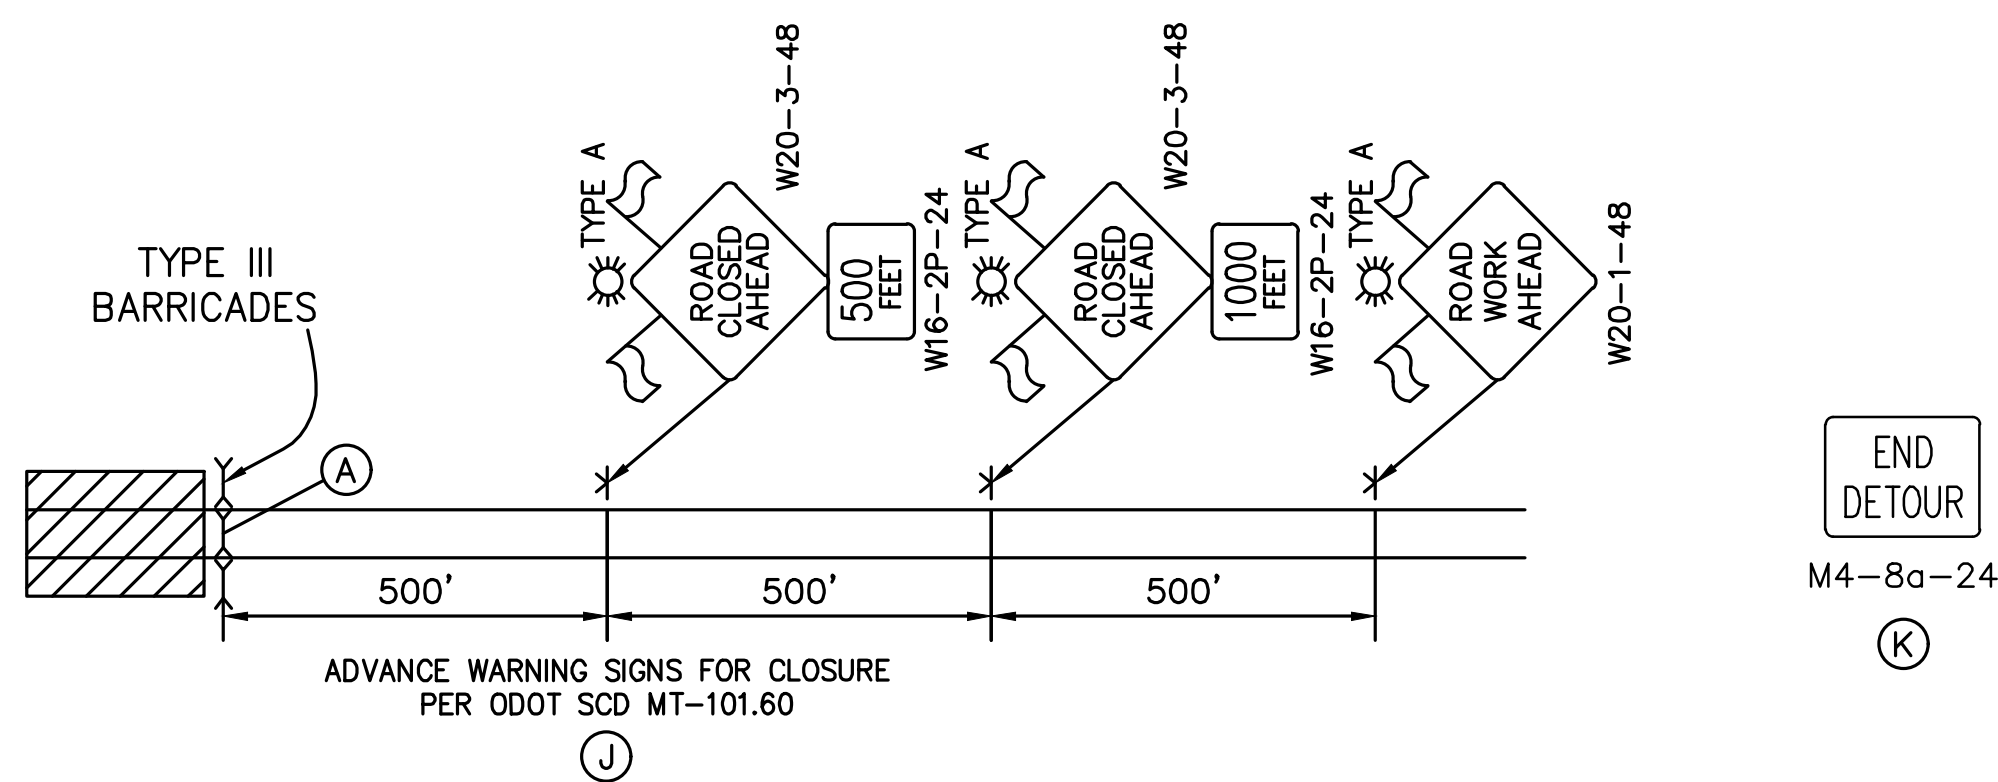 TYPE III
BARRICADES
A
TYPE A
ROAD
CLOSED
AHEAD
W20-3-48
500
FEET
W16-2P-24
TYPE A
ROAD
CLOSED
AHEAD
W20-3-48
1000
FEET
W16-2P-24
TYPE A
ROAD
WORK
AHEAD
W20-1-48
500'
500'
500'
ADVANCE WARNING SIGNS FOR CLOSURE
PER ODOT SCD MT-101.60
J
END
DETOUR
M4-8a-24
K